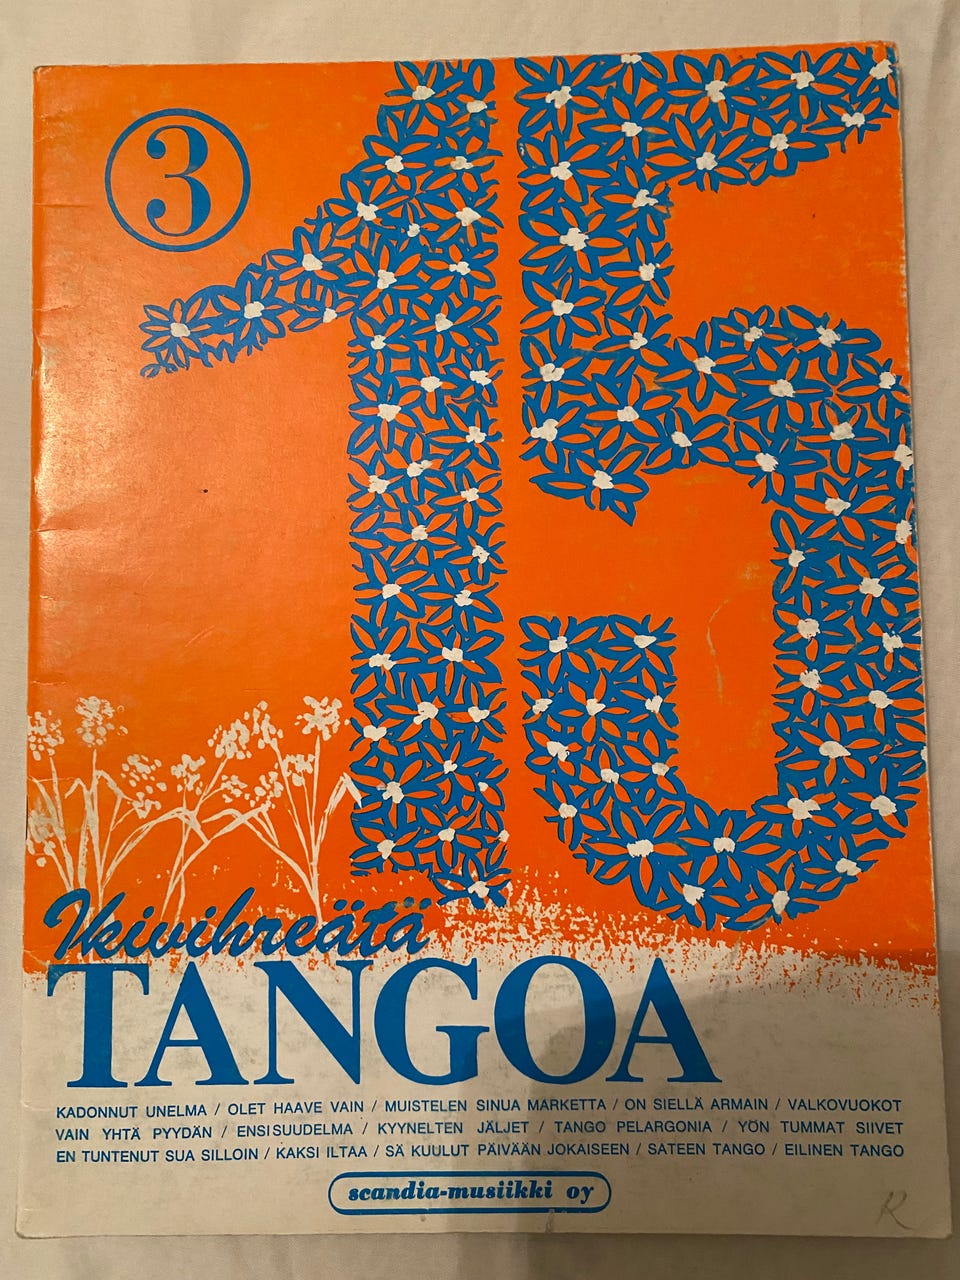 3
15
Ikivihreätä
TANGOA
KADONNUT UNELMA / OLET HAAVE VAIN / MUISTELEN SINUA MARKETTA / ON SIELLÄ ARMAIN / VALKOVUOKOT
VAIN YHTÄ PYYDÄN / ENSISUUDELMA / KYYNELTEN JÄLJET / TANGO PELARGONIA / YÖN TUMMAT SIIVET
EN TUNTENUT SUA SILLOIN / KAKSI ILTAA / SÄ KUULUT PÄIVÄÄN JOKAISEEN / SATEEN TANGO / EILINEN TANGO
scandia-musiikki oy
R